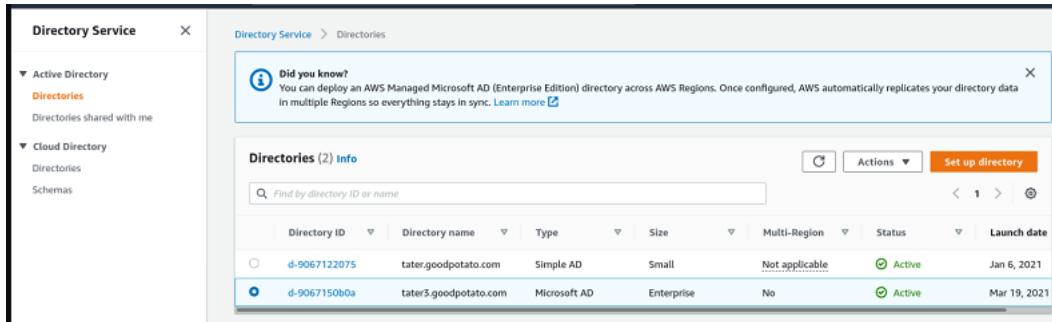 Directory Service
Directory Service > Directories
Did you know?
You can deploy an AWS Managed Microsoft AD (Enterprise Edition) directory across AWS Regions. Once configured, AWS automatically replicates your directory data
in multiple Regions so everything stays in sync. Learn more
Active Directory
Directories
Directories shared with me
Cloud Directory
Directories
Schemas
Directories (2) Info
Actions
Set up directory
Find by directory ID or name
1
Directory ID Directory name Type Size Multi-Region Status Launch date
d-9067122075 tater.goodpotato.com Simple AD Small Not applicable Active Jan 6, 2021
d-9067150b0a tater3.goodpotato.com Microsoft AD Enterprise No Active Mar 19, 2021